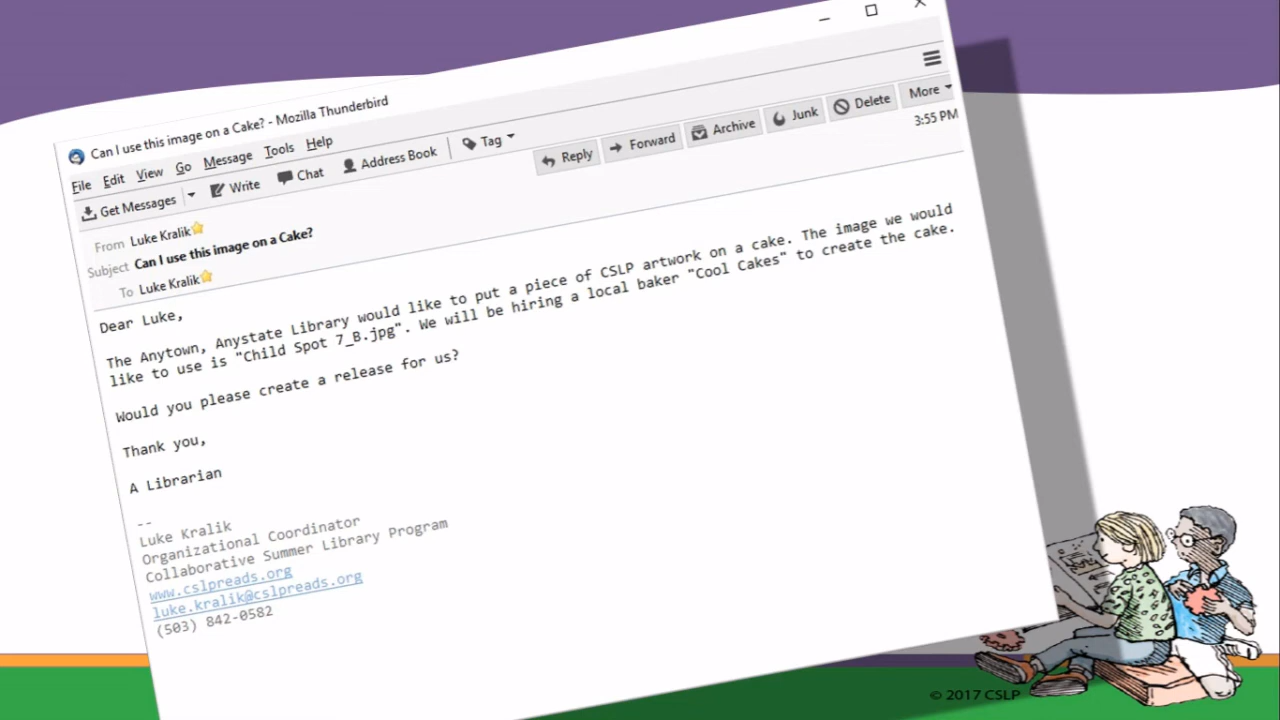 Can I use this image on a Cake? - Mozilla Thunderbird
File Edit View Go Message Tools Help
Get Messages Write Chat Address Book Tag
Reply Forward Archive Junk Delete More
From Luke Kralik
3:55 PM
Subject Can I use this image on a Cake?
To Luke Kralik
Dear Luke,
The Anytown, Anystate Library would like to put a piece of CSLP artwork on a cake. The image we would
like to use is "Child Spot 7_B.jpg". We will be hiring a local baker "Cool Cakes" to create the cake.
Would you please create a release for us?
Thank you,
A Librarian
--
Luke Kralik
Organizational Coordinator
Collaborative Summer Library Program
www.cslpreads.org
luke.kralik@cslpreads.org
(503) 842-0582
© 2017 CSLP